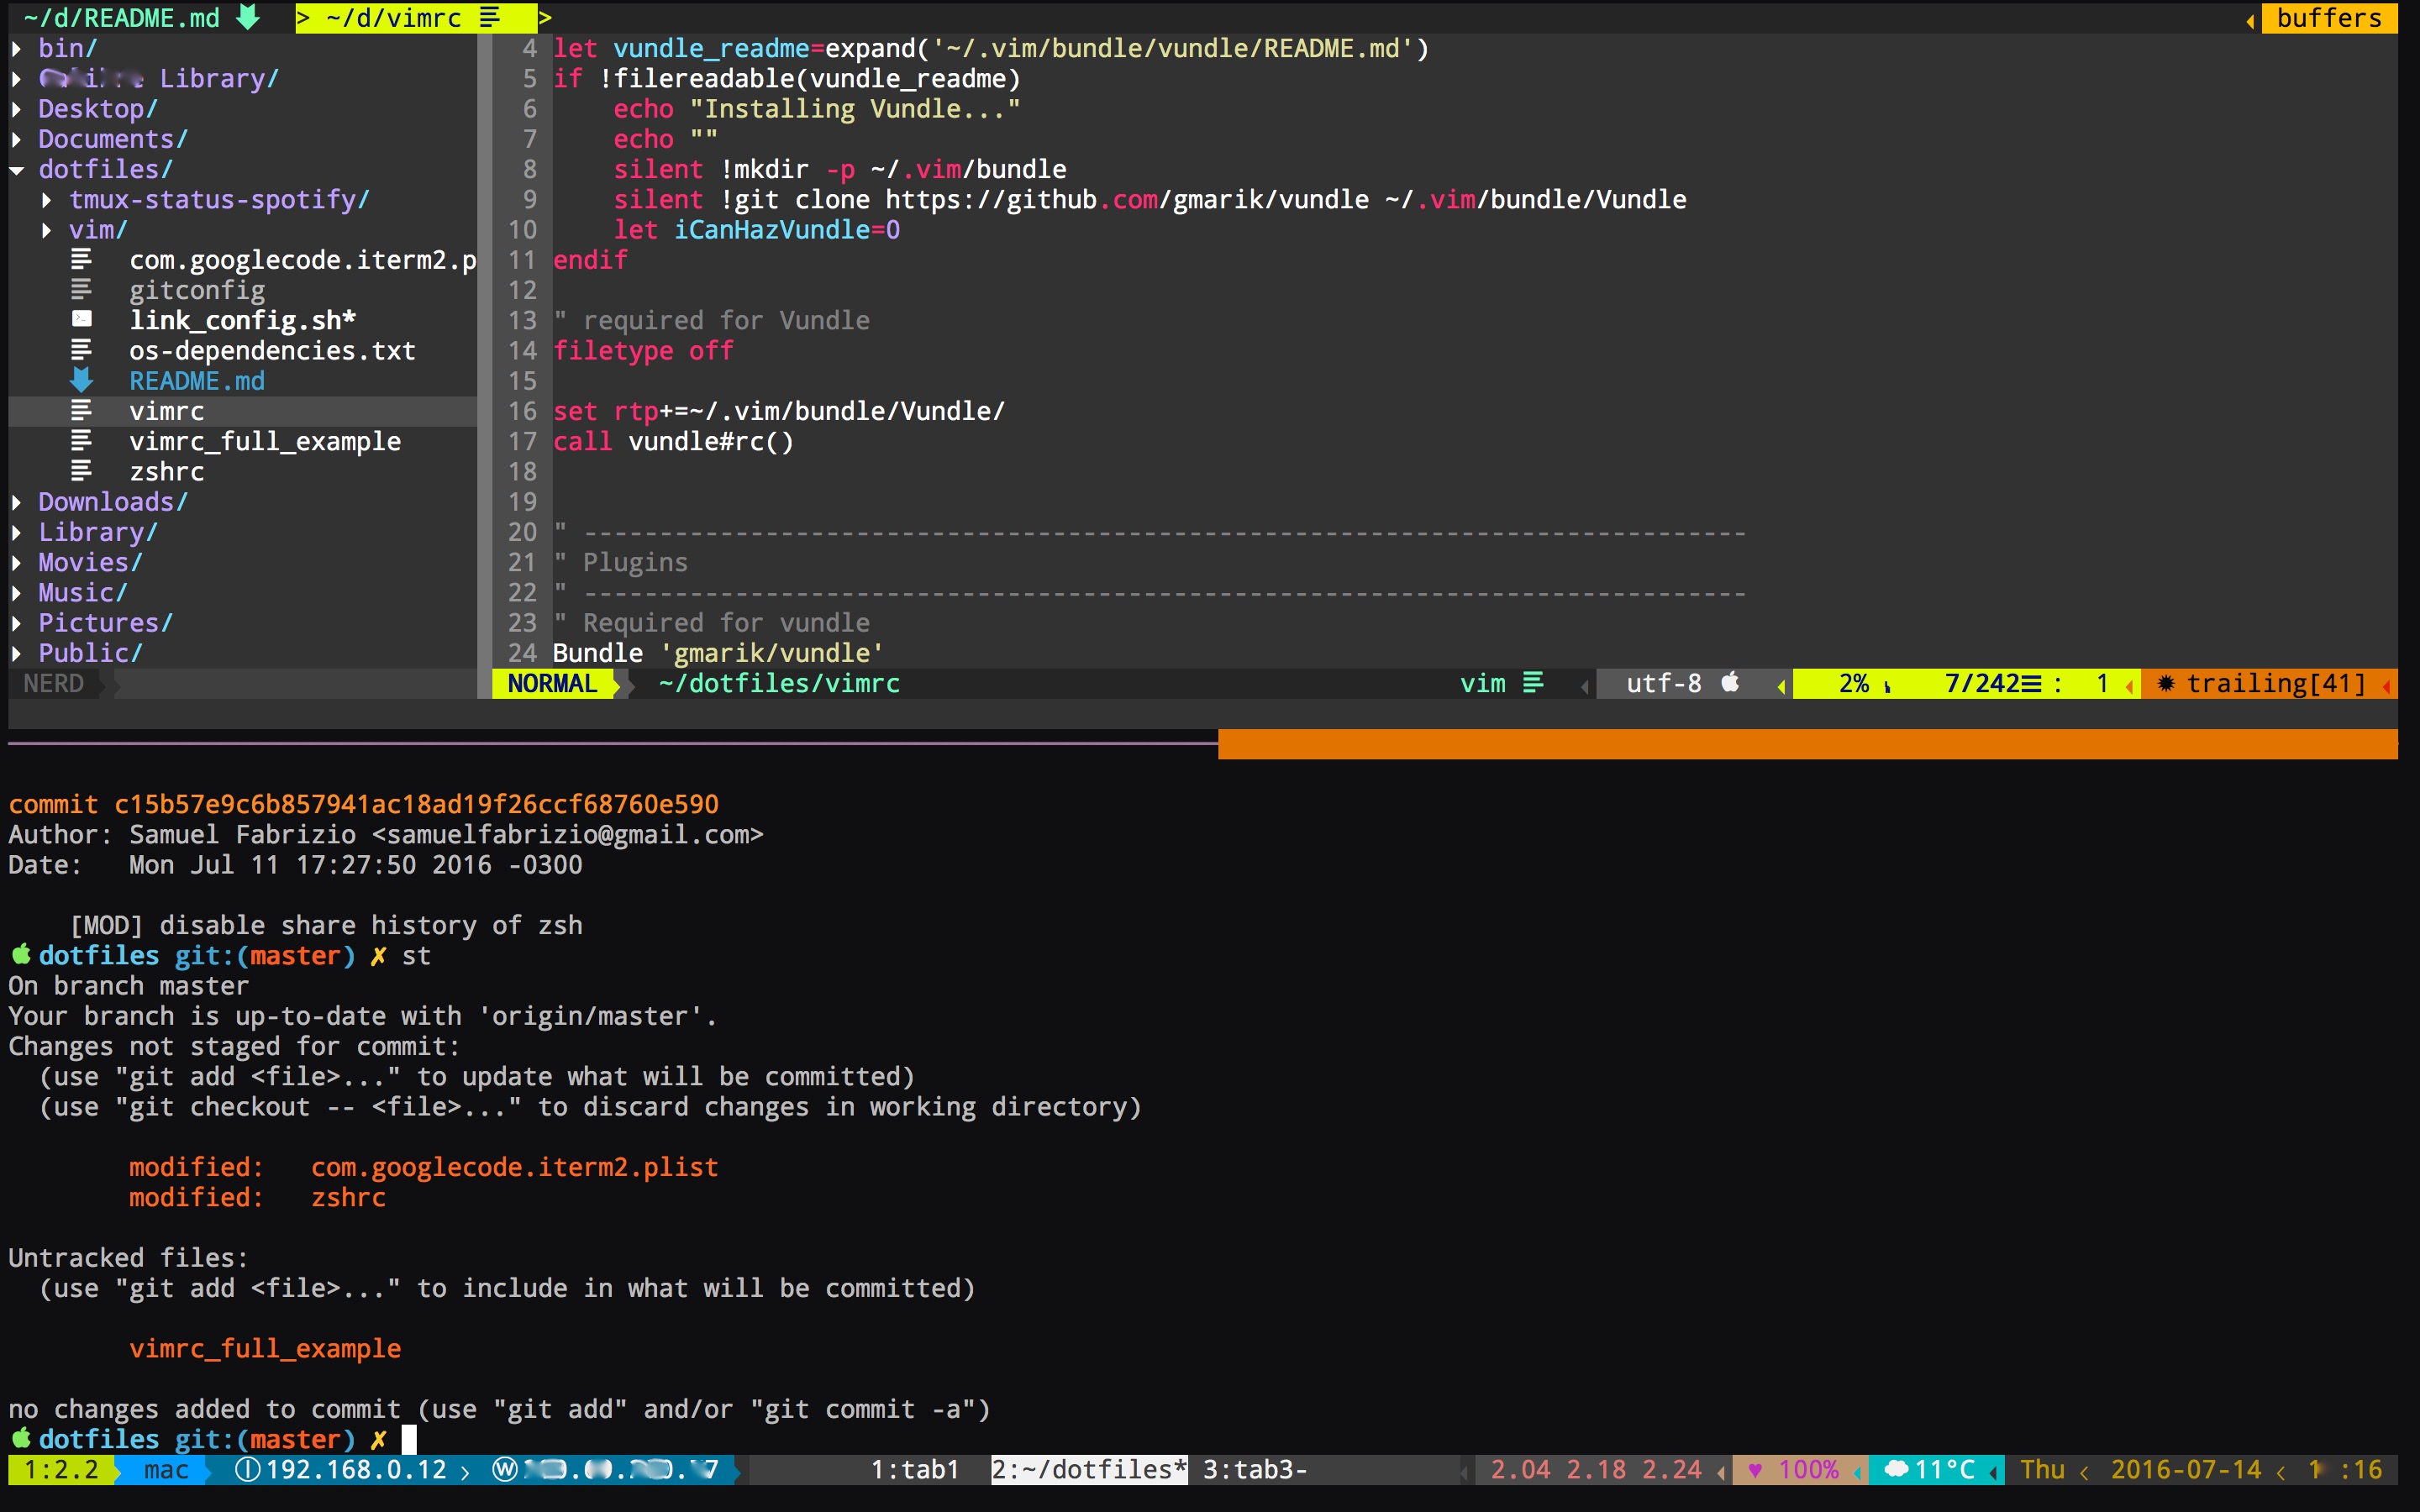 ~/d/README.md > ~/d/vimrc > buffers
bin/
Library/
Desktop/
Documents/
dotfiles/
tmux-status-spotify/
vim/
com.googlecode.iterm2.p
gitconfig
link_config.sh*
os-dependencies.txt
README.md
vimrc
vimrc_full_example
zshrc
Downloads/
Library/
Movies/
Music/
Pictures/
Public/
NERD
4 let vundle_readme=expand('~/.vim/bundle/vundle/README.md')
5 if !filereadable(vundle_readme)
6     echo "Installing Vundle..."
7     echo ""
8     silent !mkdir -p ~/.vim/bundle
9     silent !git clone https://github.com/gmarik/vundle ~/.vim/bundle/Vundle
10     let iCanHazVundle=0
11 endif
12
13 " required for Vundle
14 filetype off
15
16 set rtp+=~/.vim/bundle/Vundle/
17 call vundle#rc()
18
19
20 " -----------------------------------------------------------------------------
21 " Plugins
22 " -----------------------------------------------------------------------------
23 " Required for vundle
24 Bundle 'gmarik/vundle'
NORMAL ~/dotfiles/vimrc vim utf-8 2% 7/242☰ : 1 ✹ trailing[41]
commit c15b57e9c6b857941ac18ad19f26ccf68760e590
Author: Samuel Fabrizio <samuelfabrizio@gmail.com>
Date:   Mon Jul 11 17:27:50 2016 -0300
    [MOD] disable share history of zsh
dotfiles git:(master) ✗ st
On branch master
Your branch is up-to-date with 'origin/master'.
Changes not staged for commit:
  (use "git add <file>..." to update what will be committed)
  (use "git checkout -- <file>..." to discard changes in working directory)
        modified:   com.googlecode.iterm2.plist
        modified:   zshrc
Untracked files:
  (use "git add <file>..." to include in what will be committed)
        vimrc_full_example
no changes added to commit (use "git add" and/or "git commit -a")
dotfiles git:(master) ✗
1:2.2 mac Ⓘ 192.168.0.12 > Ⓦ 1:tab1 2:~/dotfiles* 3:tab3- 2.04 2.18 2.24 ♥ 100% 11°C Thu < 2016-07-14 < :16